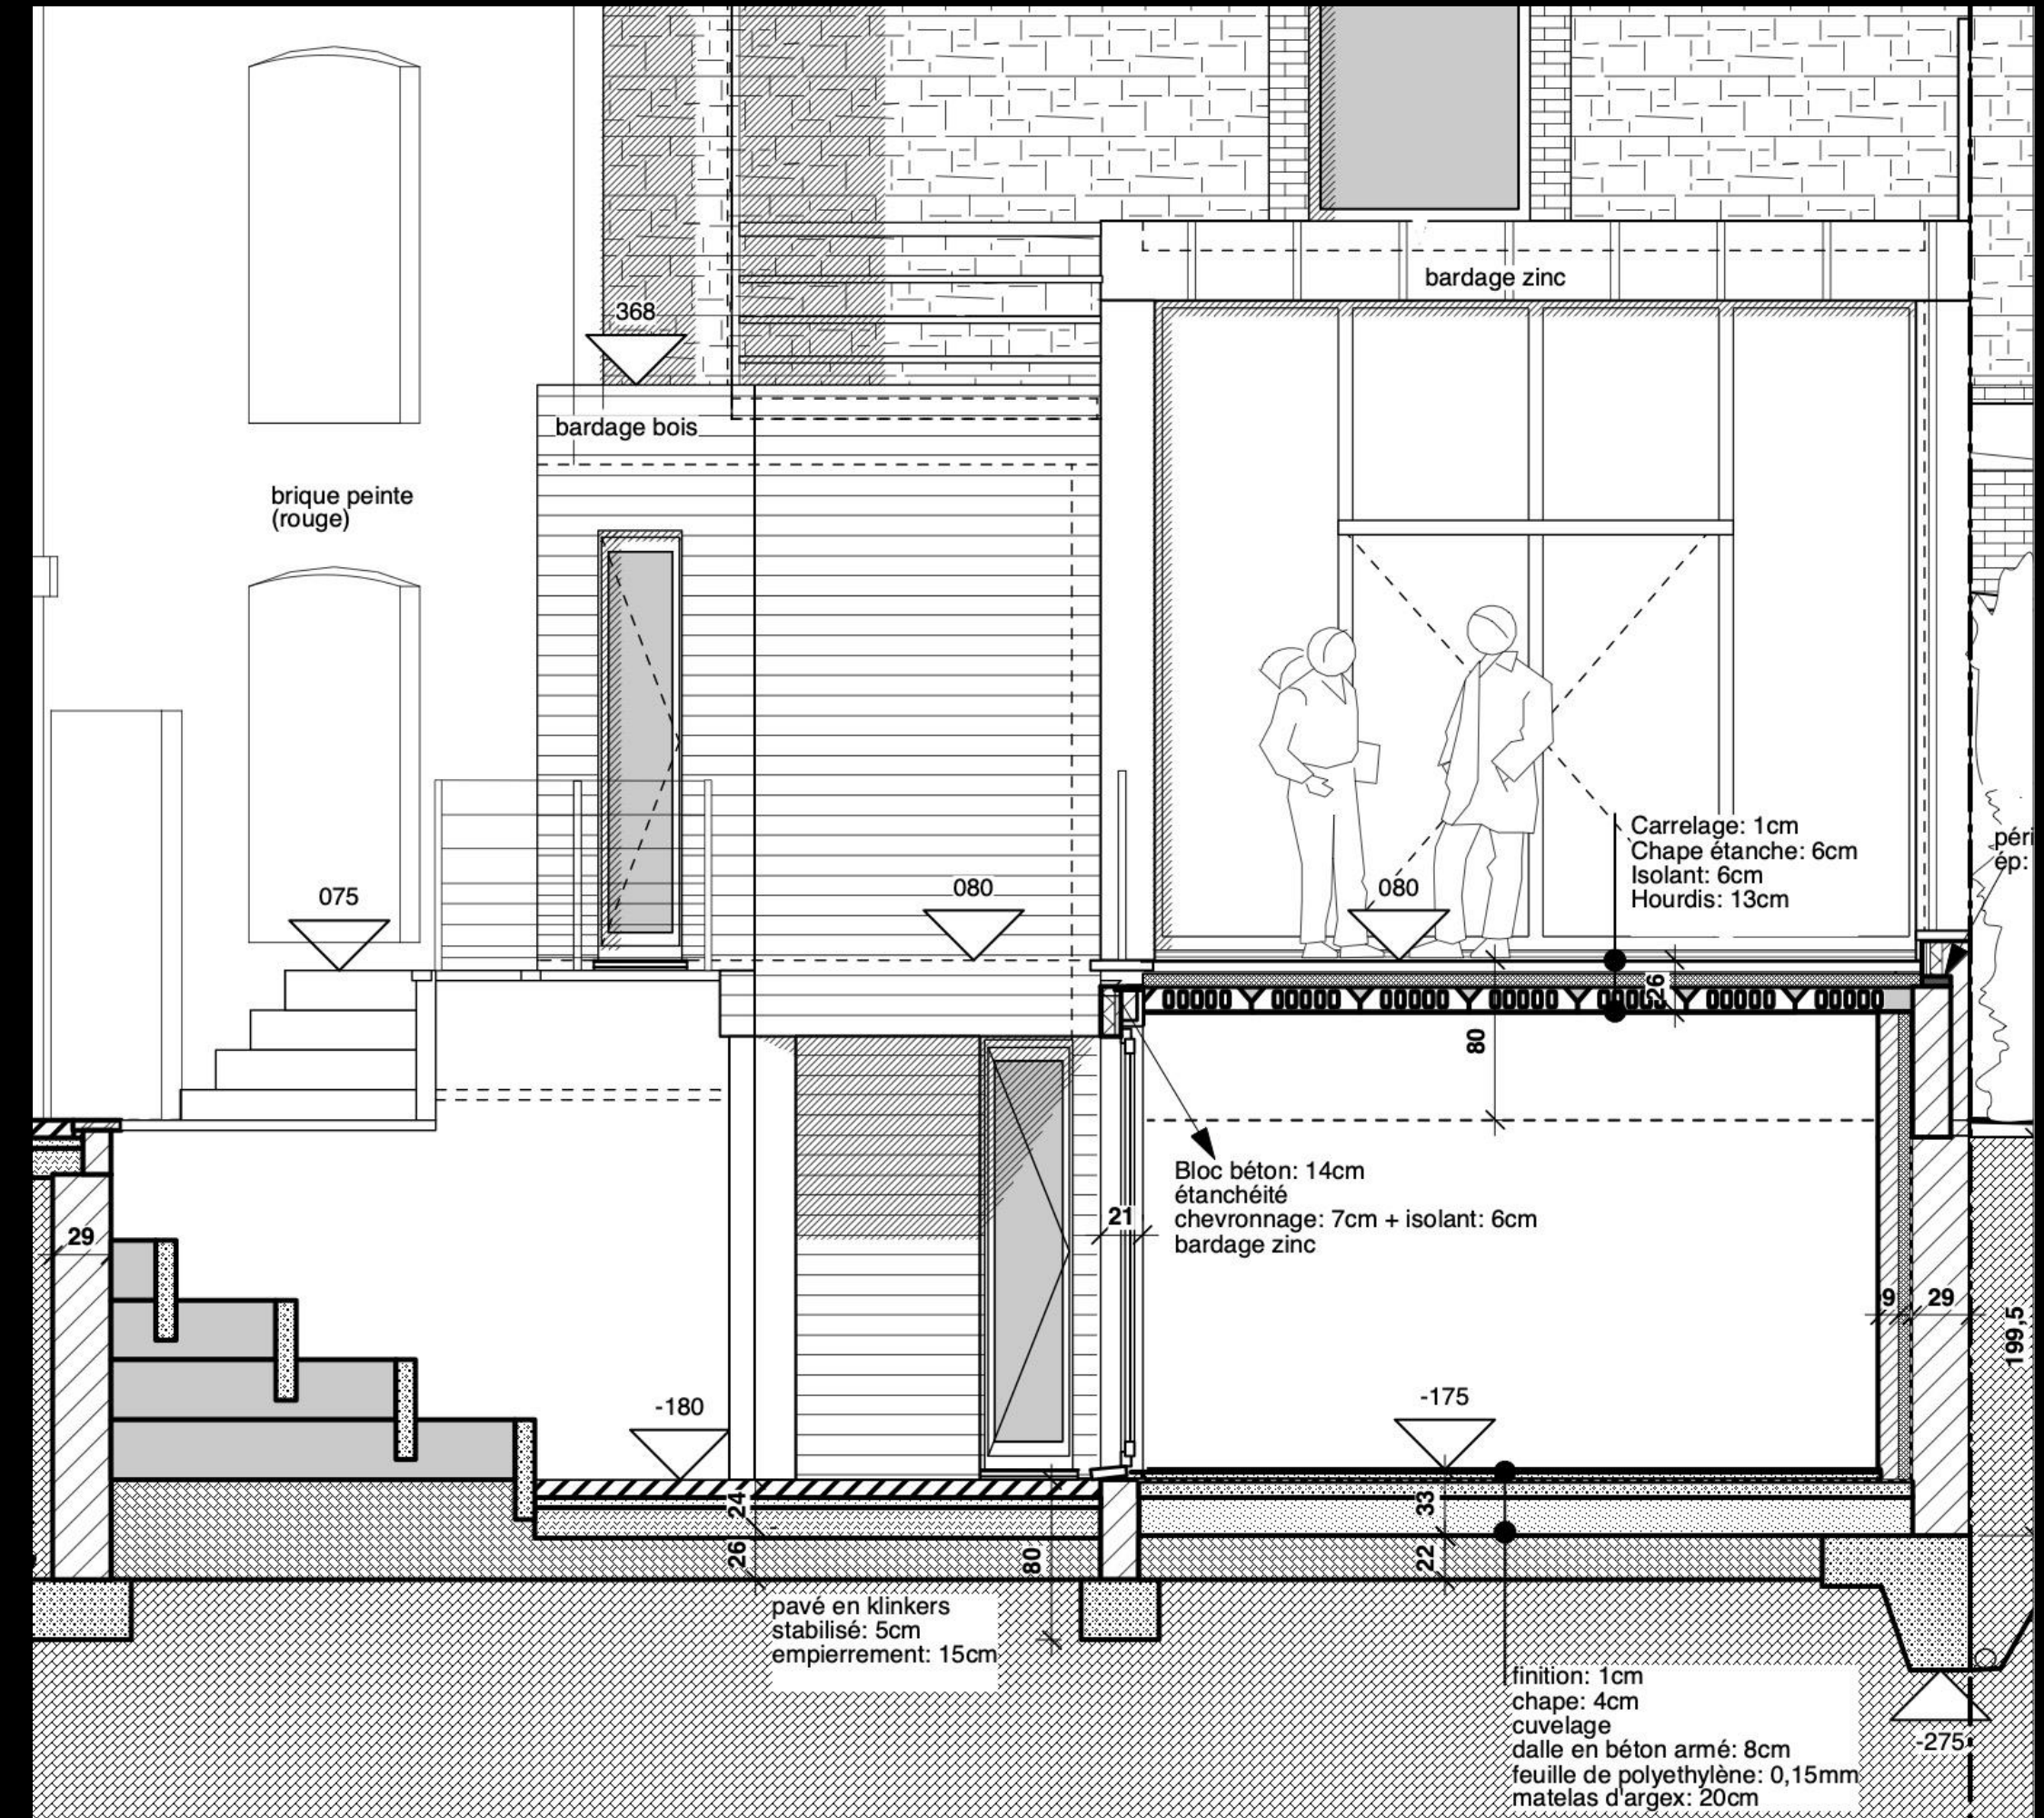 bardage zinc
368
bardage bois
brique peinte
(rouge)
Carrelage: 1cm
Chape étanche: 6cm
Isolant: 6cm
Hourdis: 13cm
péri
ép:
075
080
080
26
80
Bloc béton: 14cm
étanchéité
chevronnage: 7cm + isolant: 6cm
bardage zinc
21
29
9
29
199,5
-180
-175
24
33
26
80
22
pavé en klinkers
stabilisé: 5cm
empierrement: 15cm
finition: 1cm
chape: 4cm
cuvelage
dalle en béton armé: 8cm
feuille de polyethylène: 0,15mm
matelas d'argex: 20cm
-275